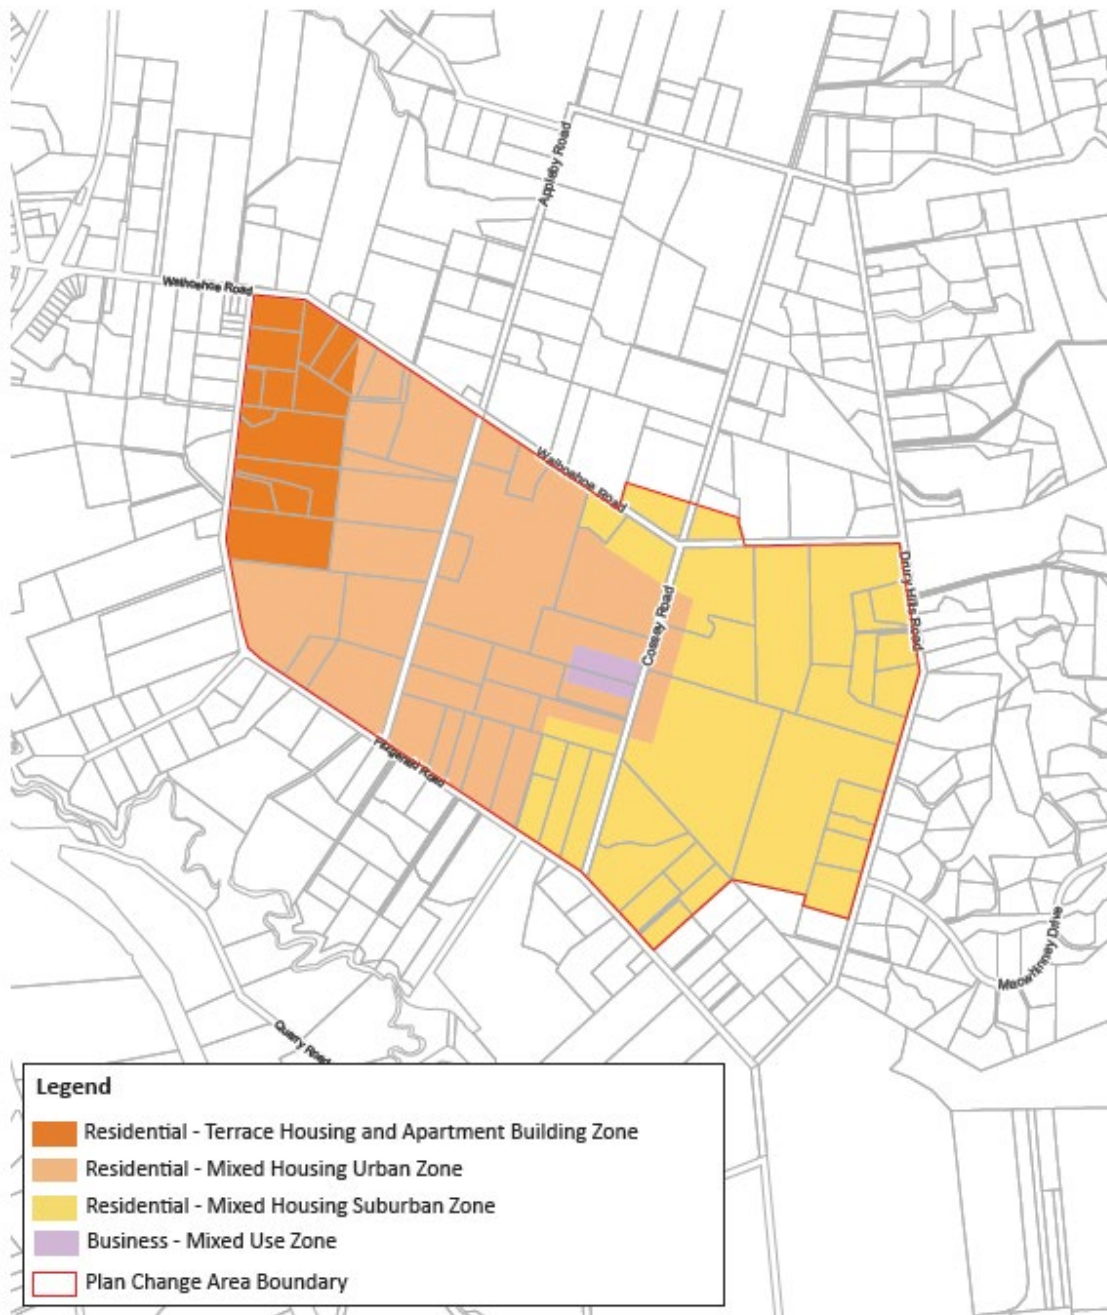 Appleby Road
Waihoehoe Road
Waihoehoe Road
Drury Hills Road
Cossey Road
Fitzgerald Road
Macwhinney Drive
Quarry Road
Legend
Residential - Terrace Housing and Apartment Building Zone
Residential - Mixed Housing Urban Zone
Residential - Mixed Housing Suburban Zone
Business - Mixed Use Zone
Plan Change Area Boundary